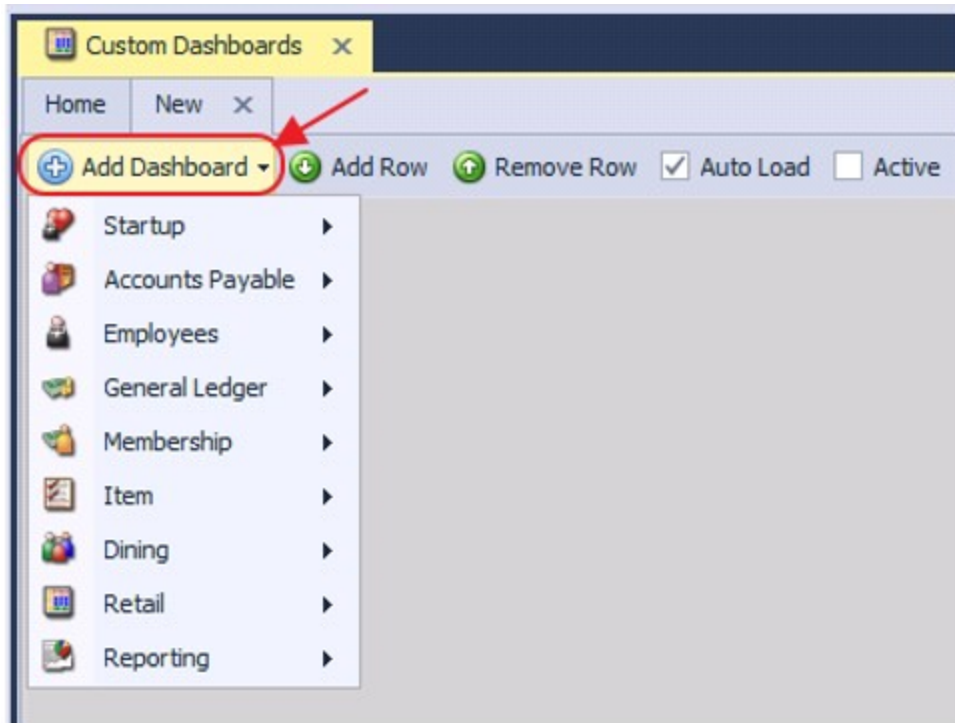 Custom Dashboards
Home New
Add Dashboard Add Row Remove Row Auto Load Active
Startup
Accounts Payable
Employees
General Ledger
Membership
Item
Dining
Retail
Reporting